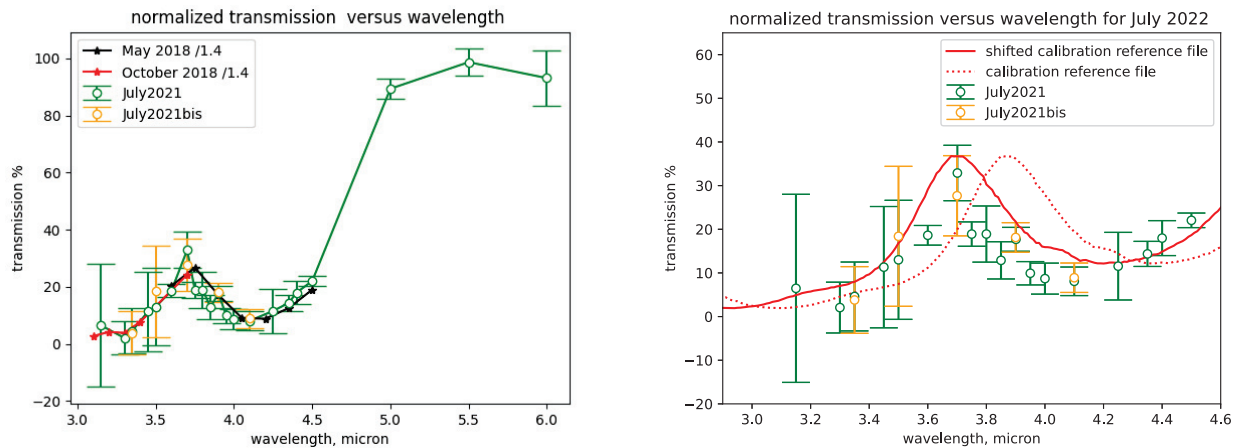 normalized transmission  versus wavelength
transmission %
100
80
60
40
20
0
−20
May 2018 /1.4
October 2018 /1.4
July2021
July2021bis
3.0 3.5 4.0 4.5 5.0 5.5 6.0
wavelength, micron
normalized transmission versus wavelength for July 2022
transmission %
60
50
40
30
20
10
0
−10
−20
shifted calibration reference file
calibration reference file
July2021
July2021bis
3.0 3.2 3.4 3.6 3.8 4.0 4.2 4.4 4.6
wavelength, micron